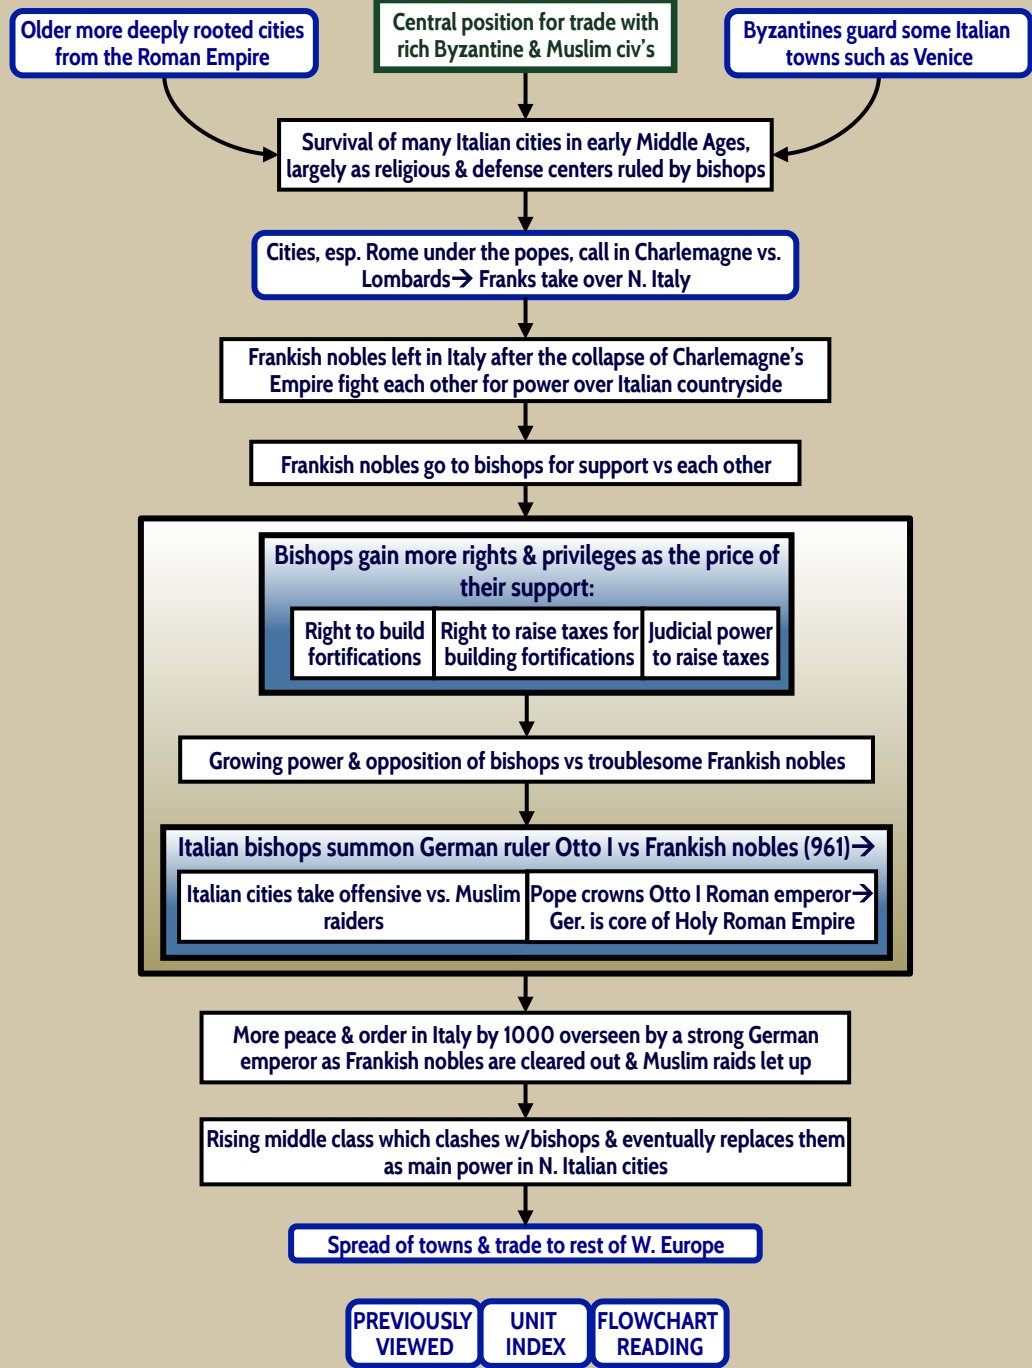 Older more deeply rooted cities
from the Roman Empire
Central position for trade with
rich Byzantine & Muslim civ's
Byzantines guard some Italian
towns such as Venice
Survival of many Italian cities in early Middle Ages,
largely as religious & defense centers ruled by bishops
Cities, esp. Rome under the popes, call in Charlemagne vs.
Lombards→ Franks take over N. Italy
Frankish nobles left in Italy after the collapse of Charlemagne's
Empire fight each other for power over Italian countryside
Frankish nobles go to bishops for support vs each other
Bishops gain more rights & privileges as the price of
their support:
Right to build
fortifications
Right to raise taxes for
building fortifications
Judicial power
to raise taxes
Growing power & opposition of bishops vs troublesome Frankish nobles
Italian bishops summon German ruler Otto I vs Frankish nobles (961)→
Italian cities take offensive vs. Muslim
raiders
Pope crowns Otto I Roman emperor→
Ger. is core of Holy Roman Empire
More peace & order in Italy by 1000 overseen by a strong German
emperor as Frankish nobles are cleared out & Muslim raids let up
Rising middle class which clashes w/bishops & eventually replaces them
as main power in N. Italian cities
Spread of towns & trade to rest of W. Europe
PREVIOUSLY
VIEWED
UNIT
INDEX
FLOWCHART
READING